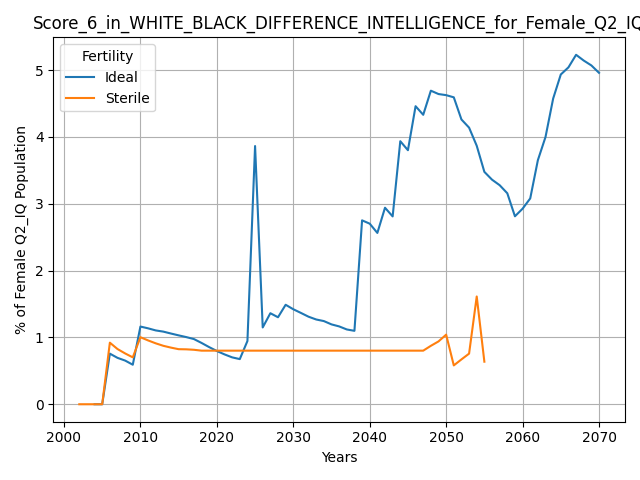 Score_6_in_WHITE_BLACK_DIFFERENCE_INTELLIGENCE_for_Female_Q2_IQ
Fertility
Ideal
Sterile
% of Female Q2_IQ Population
5
4
3
2
1
0
2000 2010 2020 2030 2040 2050 2060 2070
Years